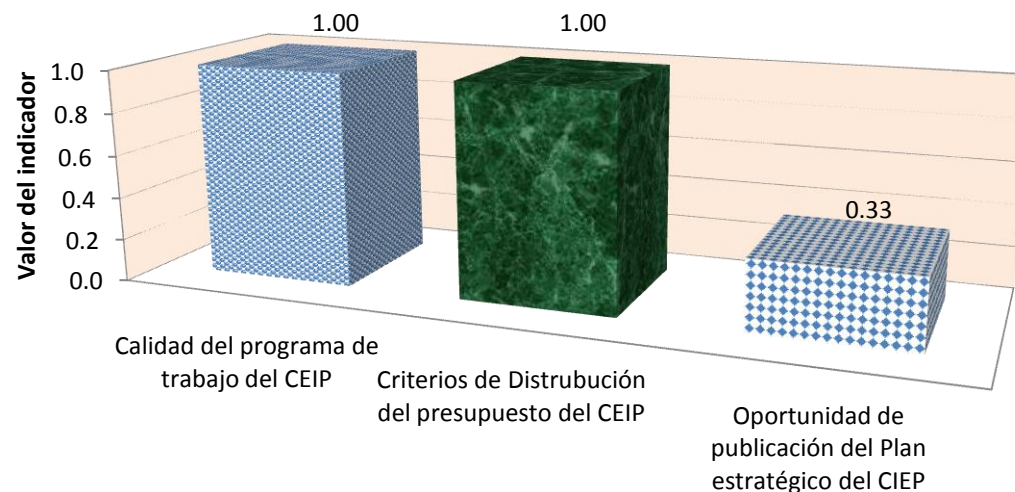 1.00
1.00
Valor del indicador
1.0
0.8
0.6
0.4
0.2
0.0
0.33
Calidad del programa de
trabajo del CEIP
Criterios de Distrubución
del presupuesto del CEIP
Oportunidad de
publicación del Plan
estratégico del CIEP